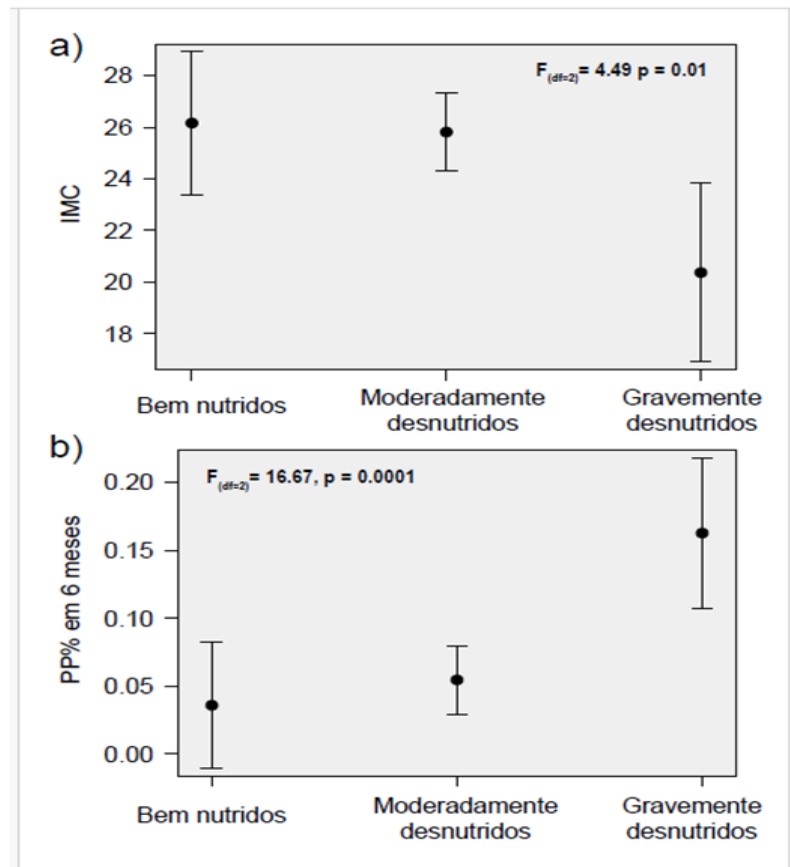 a)
F(df=2)= 4.49 p = 0.01
28
26
24
22
20
18
IMC
Bem nutridos
Moderadamente
desnutridos
Gravemente
desnutridos
b)
F(df=2)= 16.67, p = 0.0001
0.20
0.15
0.10
0.05
0.00
PP% em 6 meses
Bem nutridos
Moderadamente
desnutridos
Gravemente
desnutridos